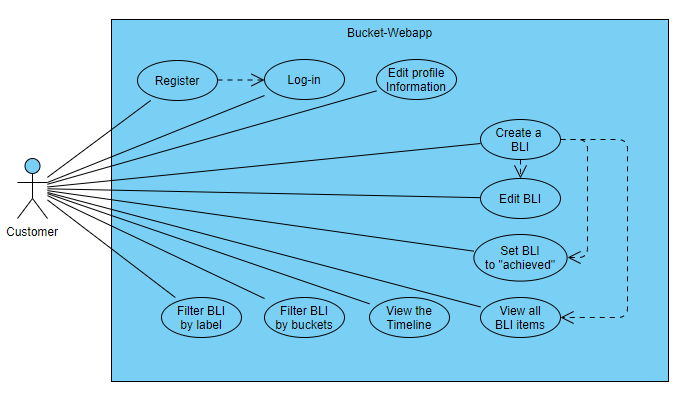 Bucket-Webapp
Register
Log-in
Edit profile
Information
Create a
BLI
Edit BLI
Customer
Set BLI
to "achieved"
Filter BLI
by label
Filter BLI
by buckets
View the
Timeline
View all
BLI items